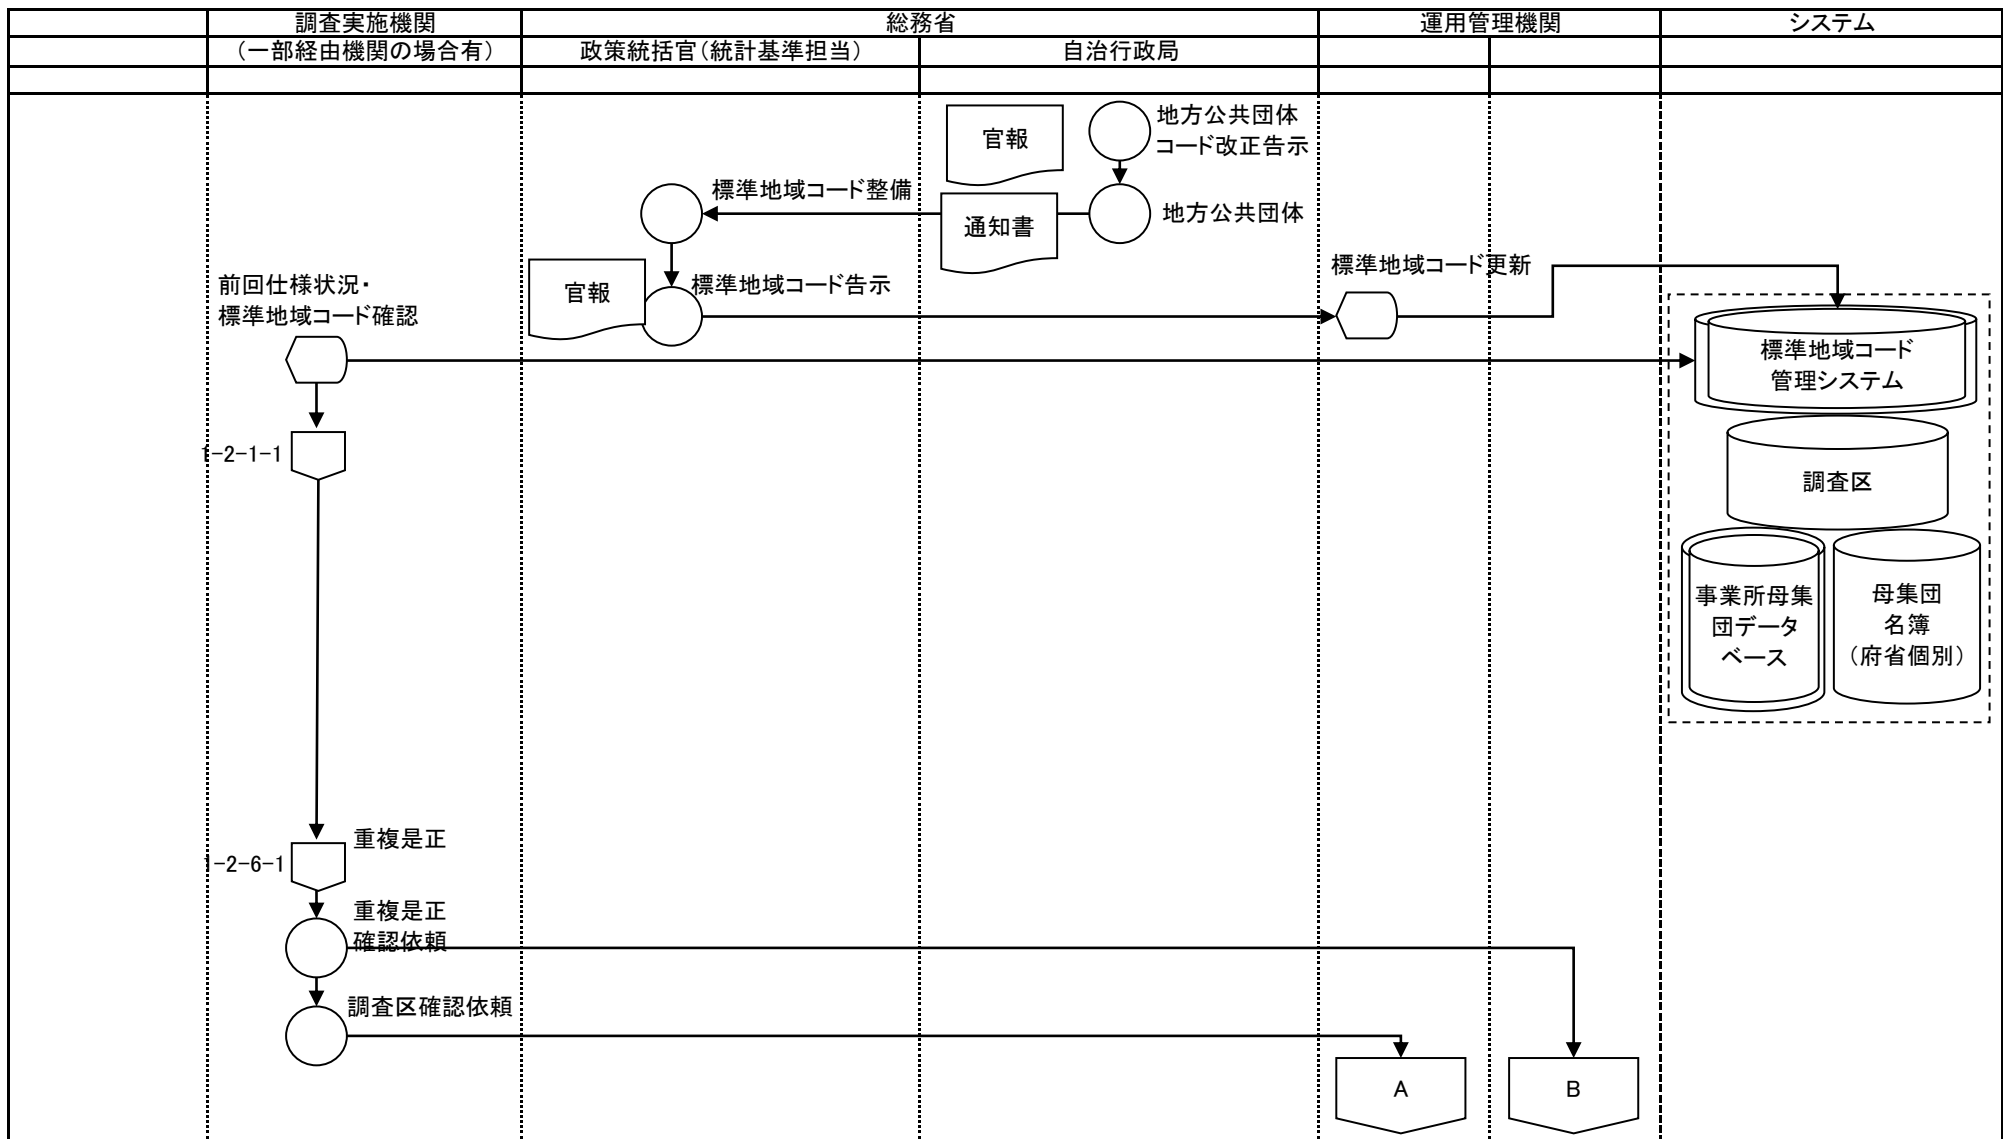 調査実施機関
総務省
運用管理機関
システム
（一部経由機関の場合有）
政策統括官（統計基準担当）
自治行政局
官報
地方公共団体
コード改正告示
標準地域コード整備
通知書
地方公共団体
官報
標準地域コード告示
標準地域コード更新
前回仕様状況・
標準地域コード確認
標準地域コード
管理システム
1-2-1-1
調査区
事業所母集
団データ
ベース
母集団
名簿
（府省個別）
重複是正
1-2-6-1
重複是正
確認依頼
調査区確認依頼
A
B